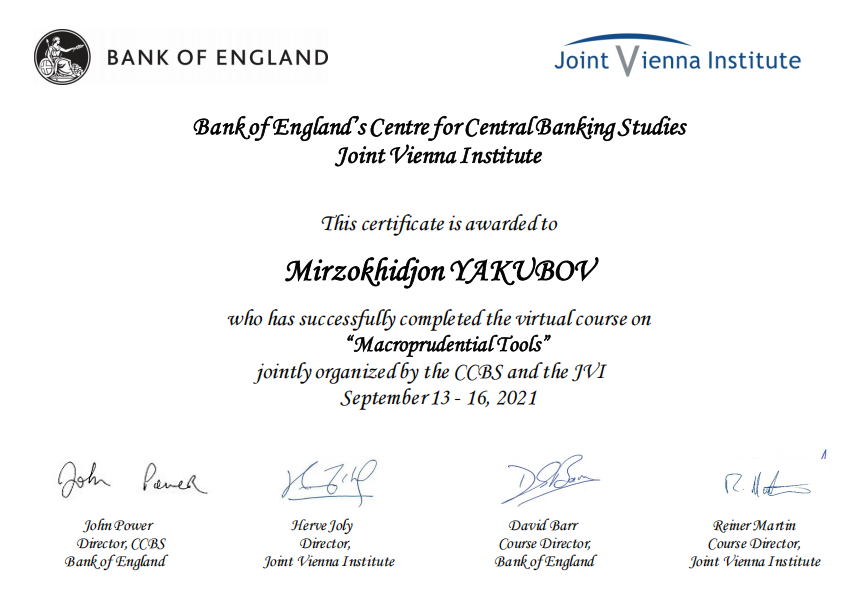 BANK OF ENGLAND
Joint Vienna Institute
Bank of England's Centre for Central Banking Studies
Joint Vienna Institute
This certificate is awarded to
Mirzokhidjon YAKUBOV
who has successfully completed the virtual course on
“Macroprudential Tools”
jointly organized by the CCBS and the JVI
September 13 - 16, 2021
John Power
John Power
Director, CCBS
Bank of England
Herve Joly
Director,
Joint Vienna Institute
David Barr
Course Director,
Bank of England
Reiner Martin
Course Director,
Joint Vienna Institute